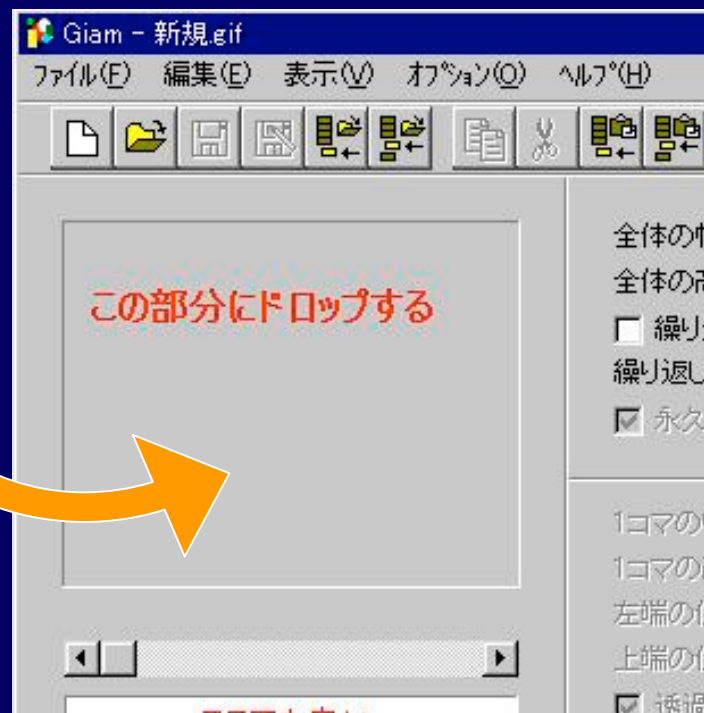 Giam - 新規.gif
ファイル(F) 編集(E) 表示(V) オプション(O) ヘルプ(H)
全体の
全体の
この部分にドロップする
繰り
繰り返し
永久
1コマの
1コマの
左端の
上端の
透過